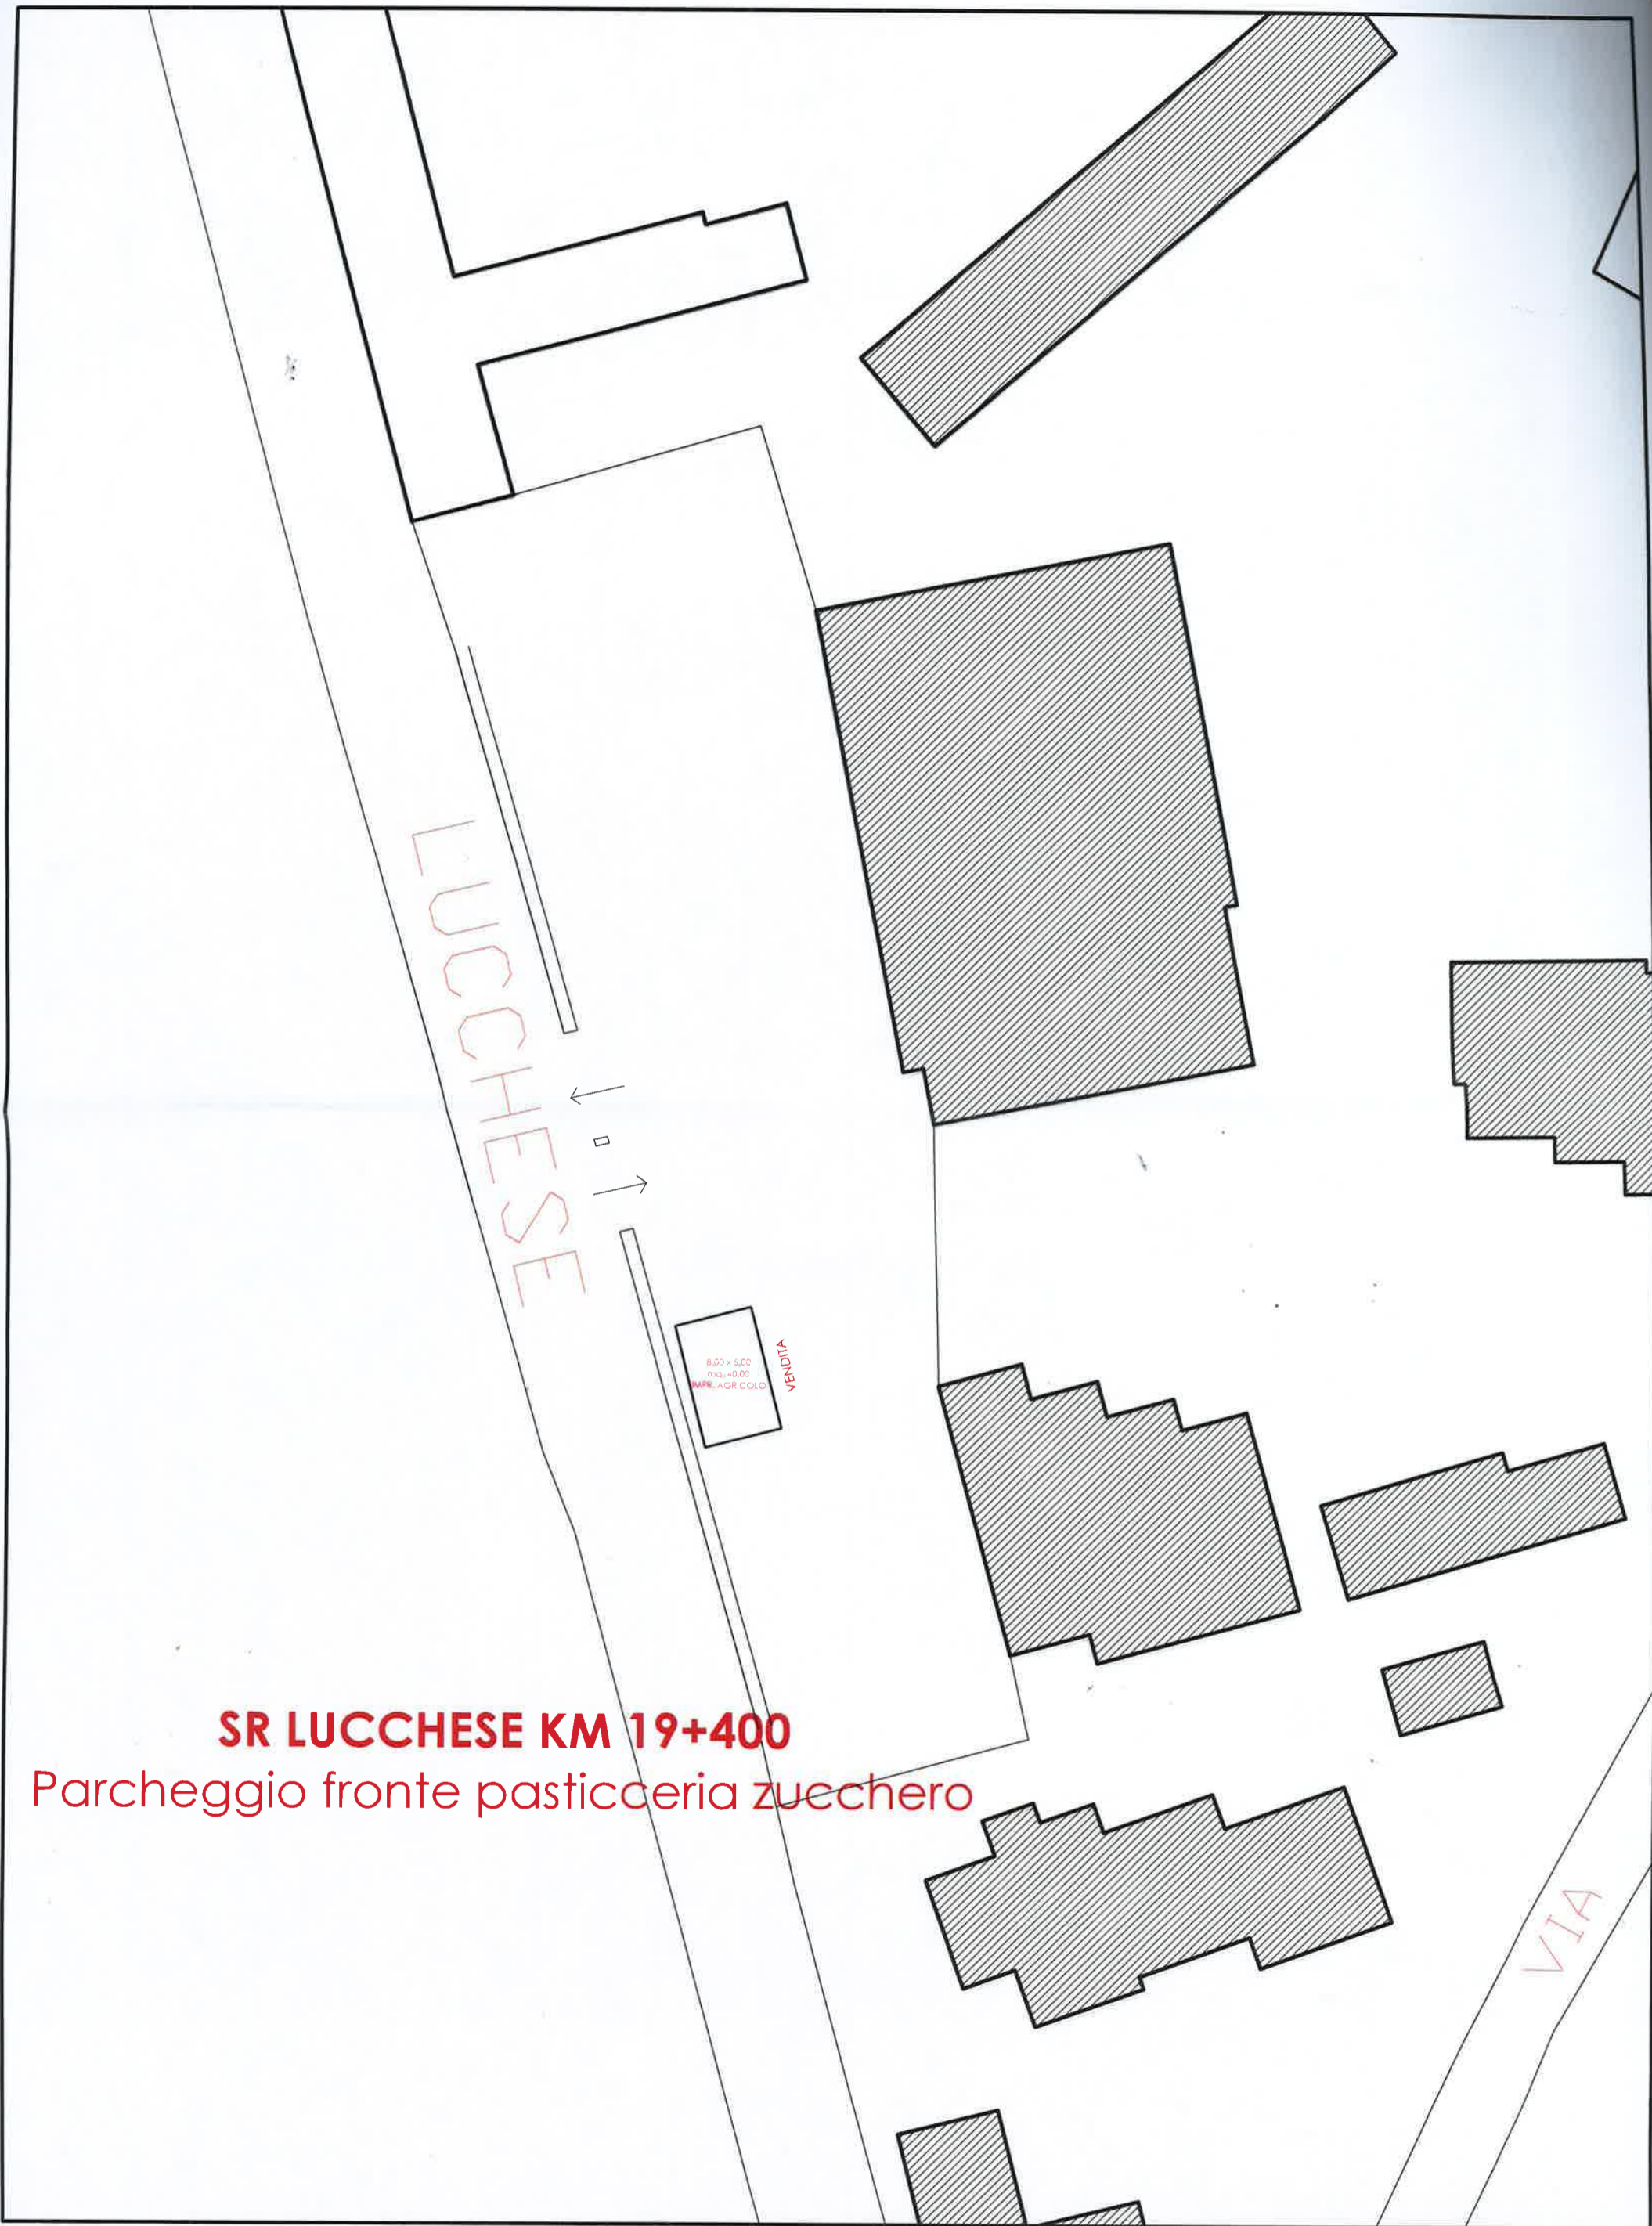 LUCCHESE
8,00 x 5,00
mq. 40,00
IMPR. AGRICOLO
VENDITA
SR LUCCHESE KM 19+400
Parcheggio fronte pasticceria zucchero
VIA